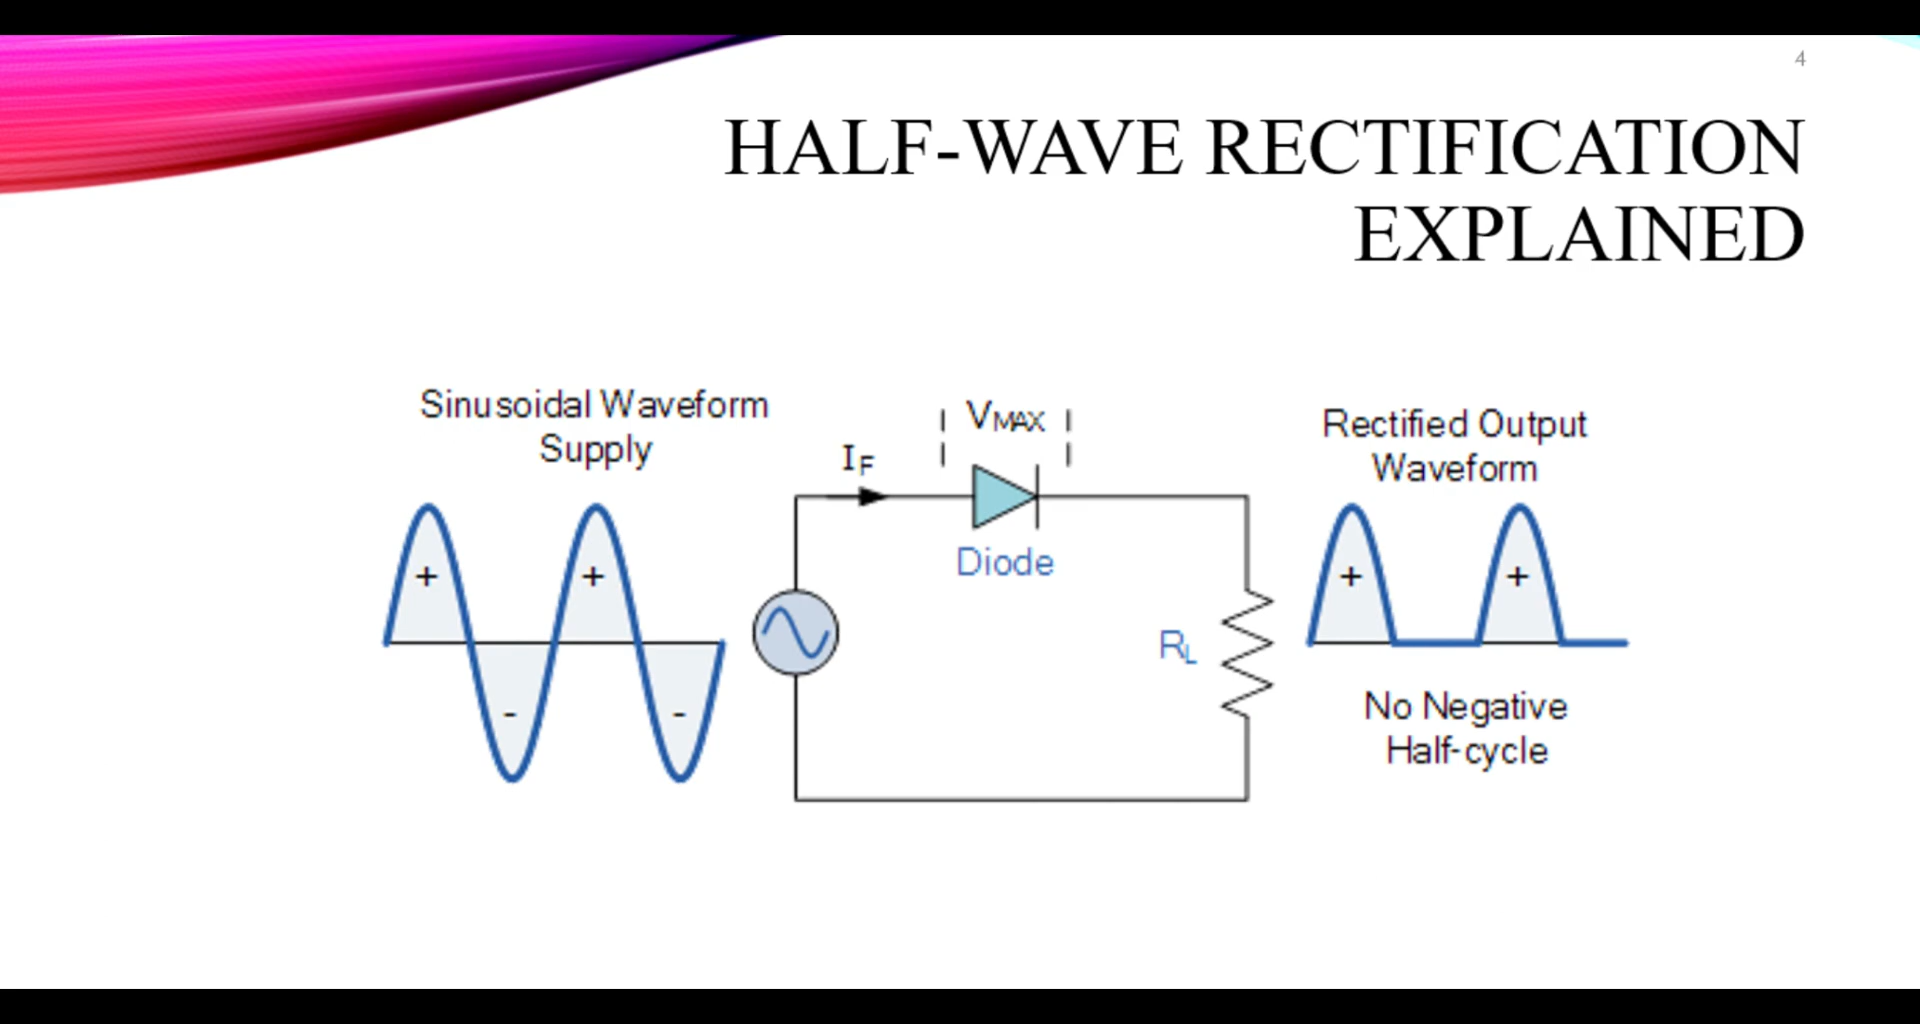 4
HALF-WAVE RECTIFICATION
EXPLAINED
Sinusoidal Waveform
Supply
+
+
-
-
IF
VMAX
Diode
RL
Rectified Output
Waveform
+
+
No Negative
Half-cycle